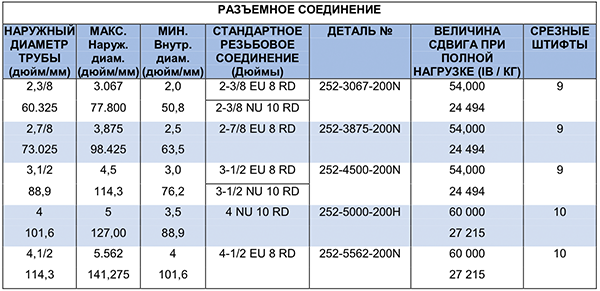 РАЗЪЕМНОЕ СОЕДИНЕНИЕ
НАРУЖНЫЙ ДИАМЕТР ТРУБЫ (дюйм/мм) МАКС. Наруж. диам. (дюйм/мм) МИН. Внутр. диам. (дюйм/мм) СТАНДАРТНОЕ РЕЗЬБОВОЕ СОЕДИНЕНИЕ (Дюймы) ДЕТАЛЬ № ВЕЛИЧИНА СДВИГА ПРИ ПОЛНОЙ НАГРУЗКЕ (IB / КГ) СРЕЗНЫЕ ШТИФТЫ
2,3/8 3.067 2,0 2-3/8 EU 8 RD 252-3067-200N 54,000 9
60.325 77.800 50,8 2-3/8 NU 10 RD 24 494
2,7/8 3,875 2,5 2-7/8 EU 8 RD 252-3875-200N 54,000 9
73.025 98.425 63,5 24 494
3,1/2 4,5 3,0 3-1/2 EU 8 RD 252-4500-200N 54,000 9
88,9 114,3 76,2 3-1/2 NU 10 RD 24 494
4 5 3,5 4 NU 10 RD 252-5000-200H 60 000 10
101,6 127,00 88,9 27 215
4,1/2 5.562 4 4-1/2 EU 8 RD 252-5562-200N 60 000 10
114,3 141,275 101,6 27 215